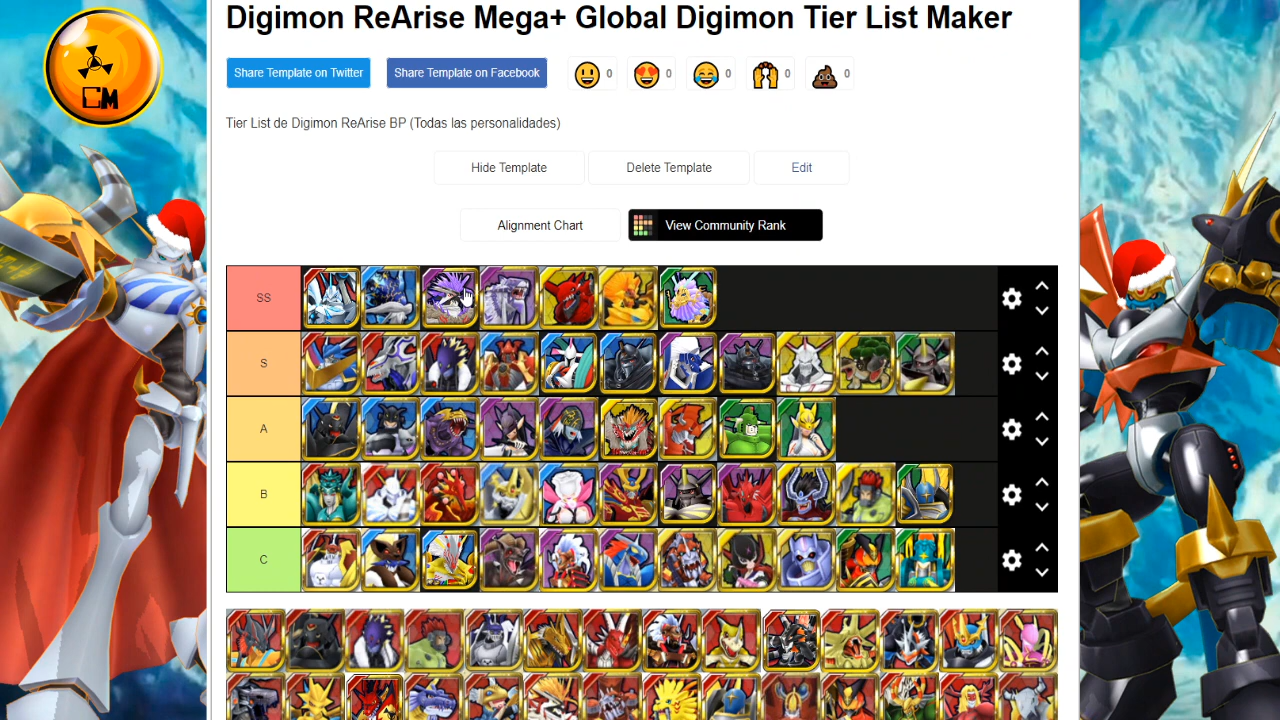 Digimon ReArise Mega+ Global Digimon Tier List Maker
Share Template on Twitter
Share Template on Facebook
0
0
0
0
0
Tier List de Digimon ReArise BP (Todas las personalidades)
Hide Template
Delete Template
Edit
Alignment Chart
View Community Rank
CM
SS
S
A
B
C